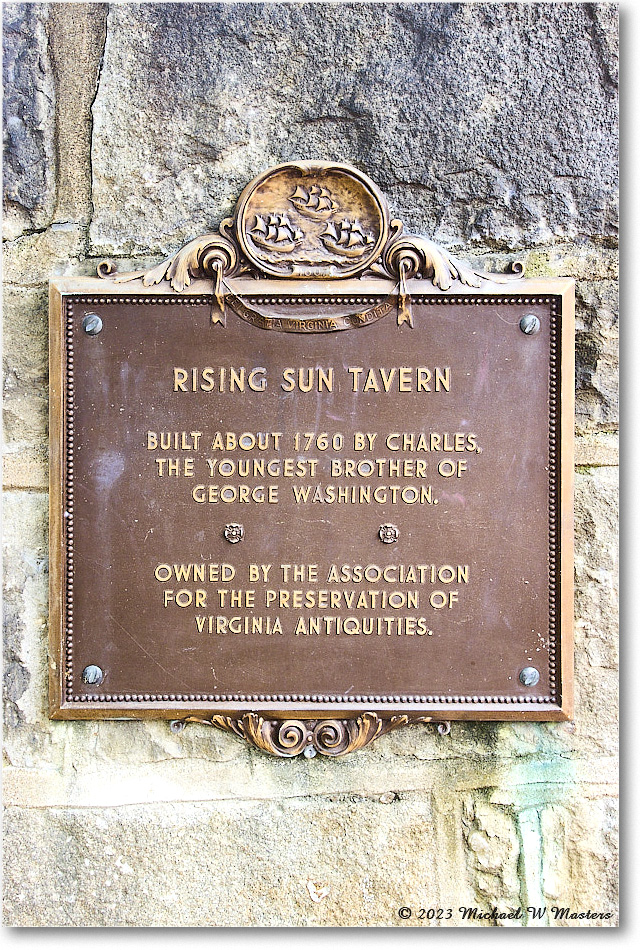 VIRGINIA
RISING SUN TAVERN
BUILT ABOUT 1760 BY CHARLES,
THE YOUNGEST BROTHER OF
GEORGE WASHINGTON.
OWNED BY THE ASSOCIATION
FOR THE PRESERVATION OF
VIRGINIA ANTIQUITIES.
© 2023 Michael W Masters